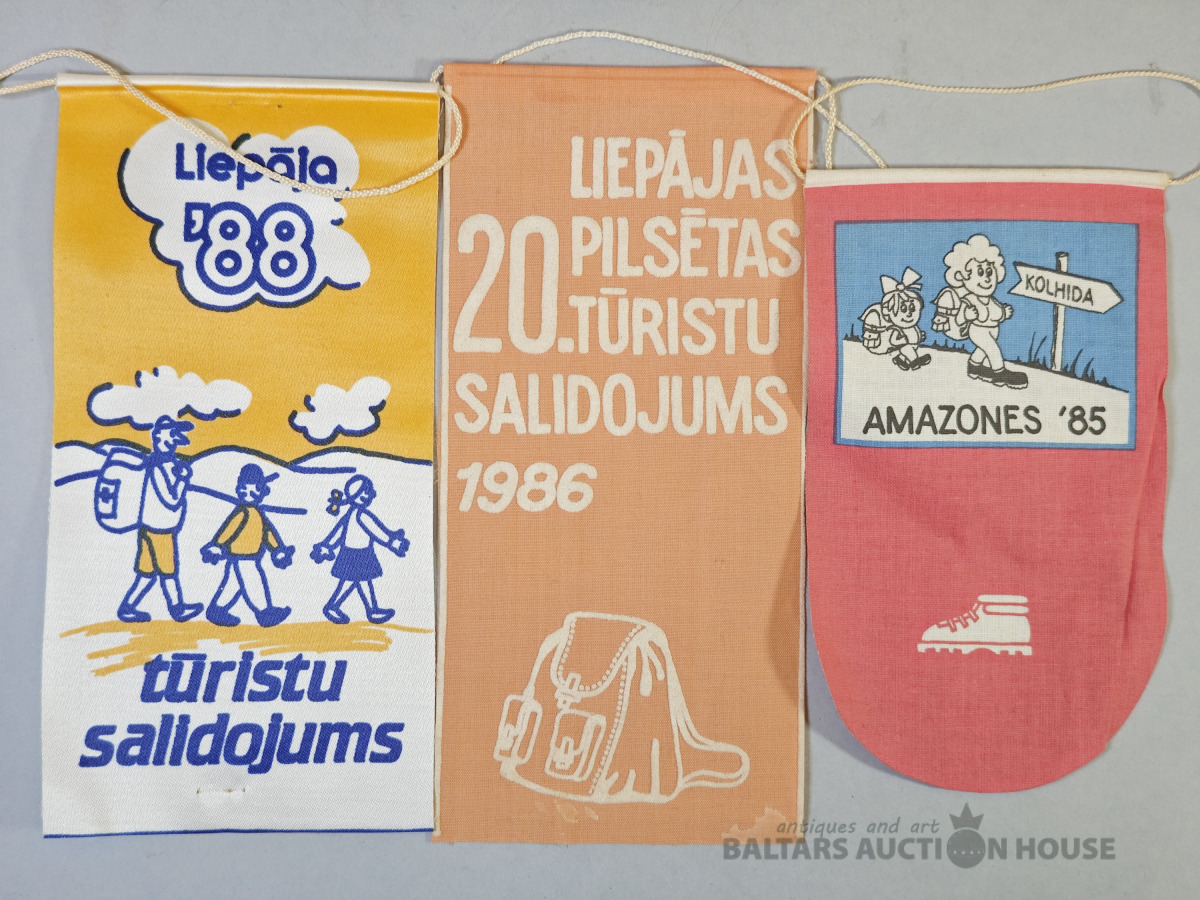 Liepāja
'88
tūristu
salidojums
LIEPĀJAS
20. PILSĒTAS
TŪRISTU
SALIDOJUMS
1986
KOLHIDA
AMAZONES '85
antiques and art
BALTARS AUCTION HOUSE